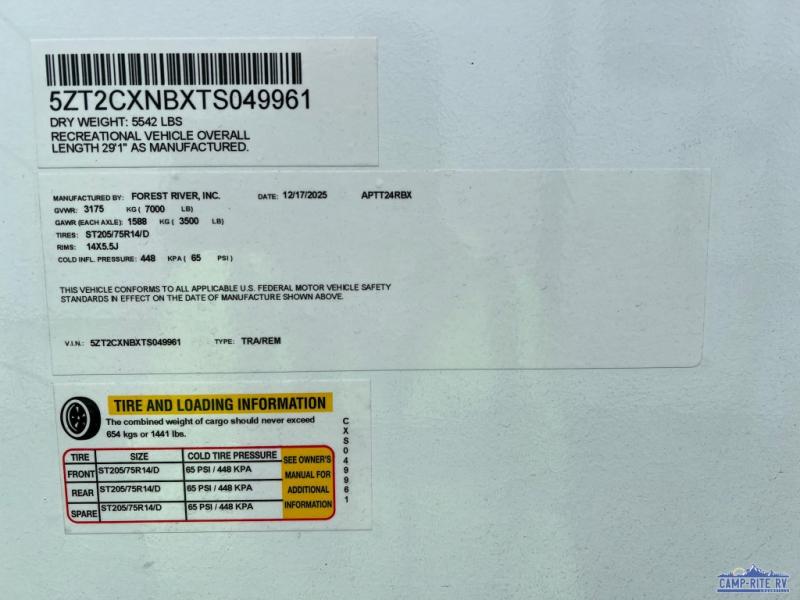 5ZT2CXNBXTS049961
DRY WEIGHT: 5542 LBS
RECREATIONAL VEHICLE OVERALL
LENGTH 29'1" AS MANUFACTURED.
MANUFACTURED BY: FOREST RIVER, INC. DATE: 12/17/2025 APTT24RBX
GVWR: 3175 KG ( 7000 LB)
GAWR (EACH AXLE): 1588 KG ( 3500 LB)
TIRES: ST205/75R14/D
RIMS: 14X5.5J
COLD INFL. PRESSURE: 448 KPA ( 65 PSI )
THIS VEHICLE CONFORMS TO ALL APPLICABLE U.S. FEDERAL MOTOR VEHICLE SAFETY
STANDARDS IN EFFECT ON THE DATE OF MANUFACTURE SHOWN ABOVE.
V.I.N.: 5ZT2CXNBXTS049961 TYPE: TRA/REM
TIRE AND LOADING INFORMATION
The combined weight of cargo should never exceed
654 kgs or 1441 lbs.
TIRE SIZE COLD TIRE PRESSURE
FRONT ST205/75R14/D 65 PSI / 448 KPA
REAR ST205/75R14/D 65 PSI / 448 KPA
SPARE ST205/75R14/D 65 PSI / 448 KPA
SEE OWNER'S
MANUAL FOR
ADDITIONAL
INFORMATION
CXS049961
CAMP-RITE RV